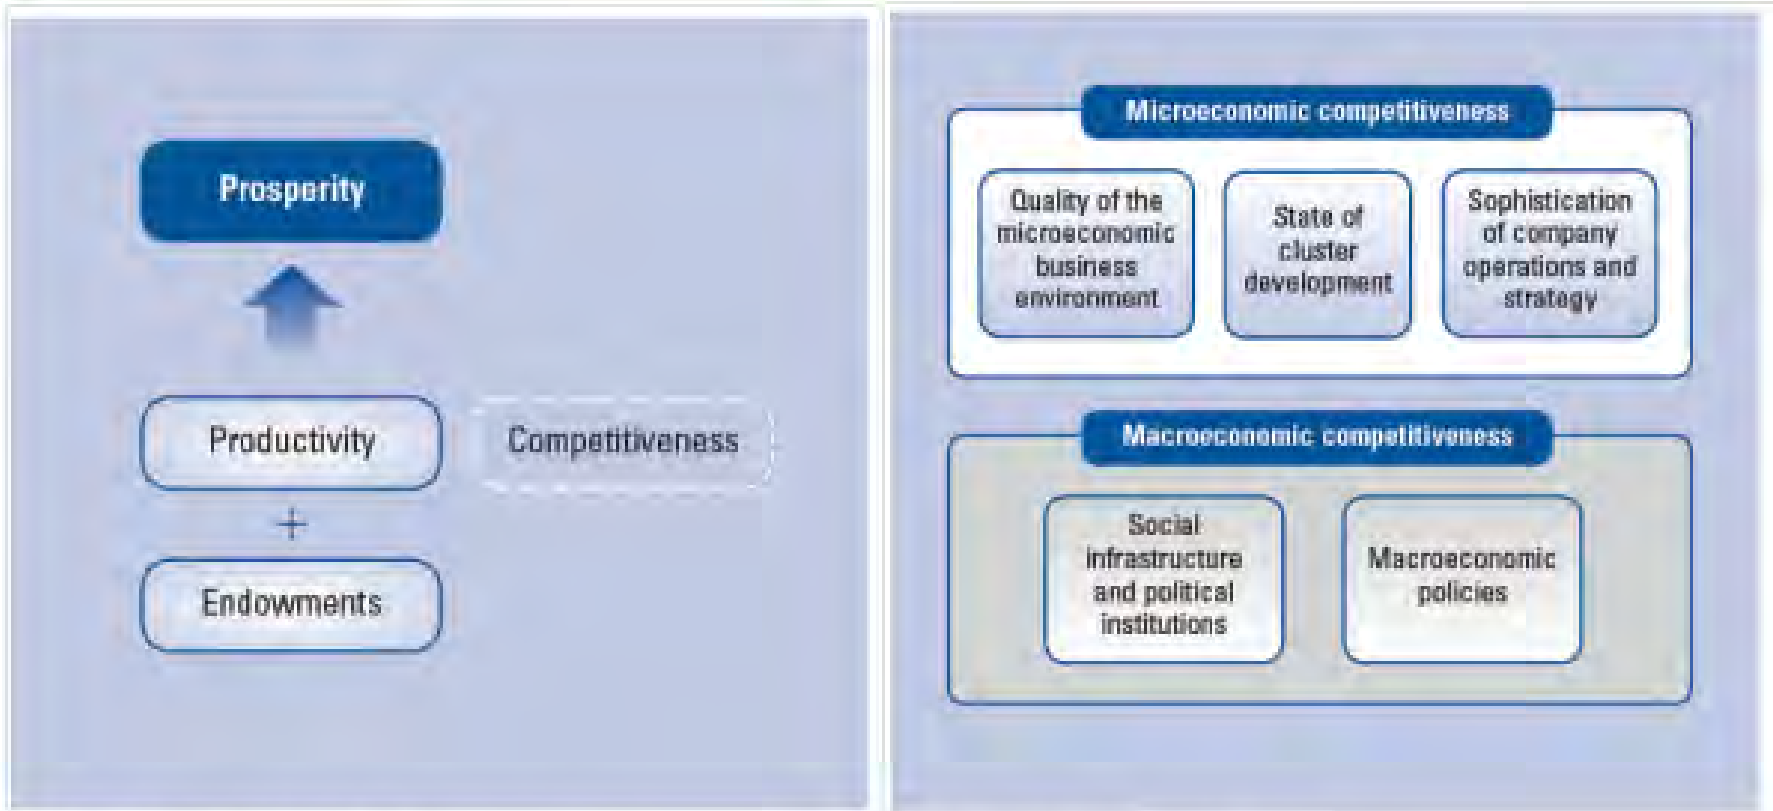 Prosperity
Productivity
Competitiveness
+
Endowments
Microeconomic competitiveness
Quality of the
microeconomic
business
environment
State of
cluster
development
Sophistication
of company
operations and
strategy
Macroeconomic competitiveness
Social
infrastructure
and political
institutions
Macroeconomic
policies